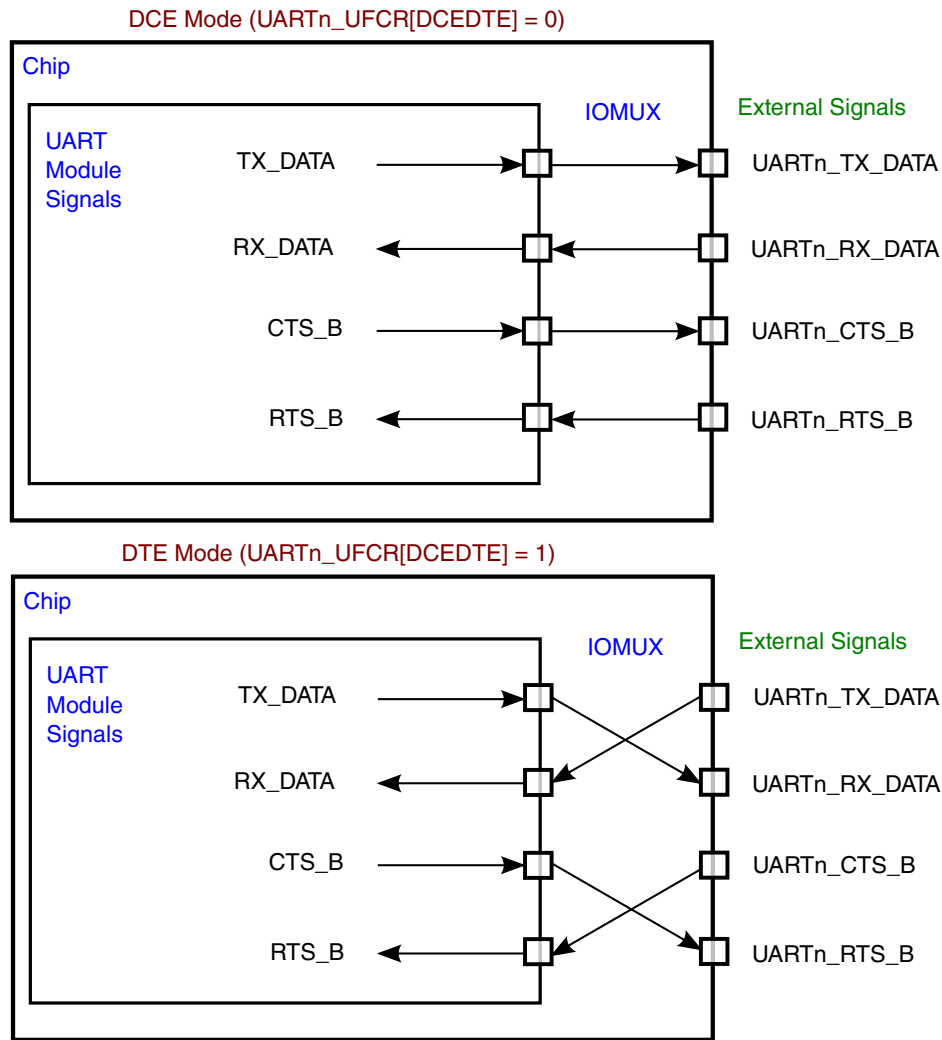 DCE Mode (UARTn_UFCR[DCEDTE] = 0)
Chip
IOMUX
External Signals
UART
Module
Signals
TX_DATA
UARTn_TX_DATA
RX_DATA
UARTn_RX_DATA
CTS_B
UARTn_CTS_B
RTS_B
UARTn_RTS_B
DTE Mode (UARTn_UFCR[DCEDTE] = 1)
Chip
IOMUX
External Signals
UART
Module
Signals
TX_DATA
UARTn_TX_DATA
RX_DATA
UARTn_RX_DATA
CTS_B
UARTn_CTS_B
RTS_B
UARTn_RTS_B